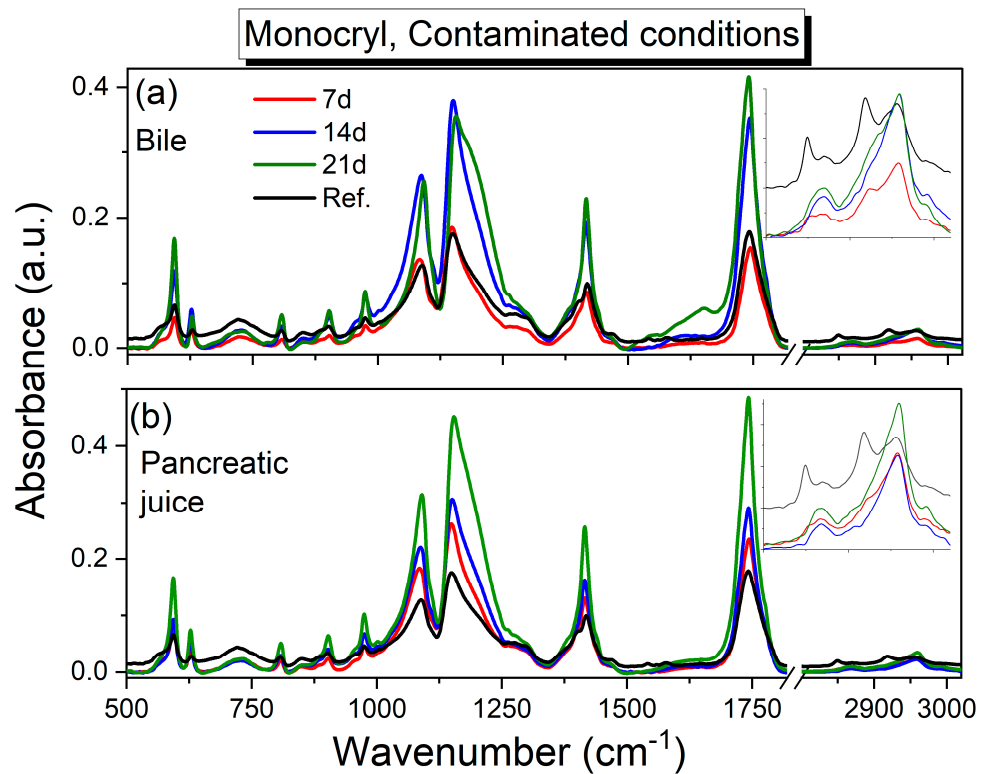 Monocryl, Contaminated conditions
(a)
Bile
7d
14d
21d
Ref.
0.4
0.2
0.0
(b)
Pancreatic
juice
0.4
0.2
0.0
Absorbance (a.u.)
500 750 1000 1250 1500 1750 2900 3000
Wavenumber (cm⁻¹)